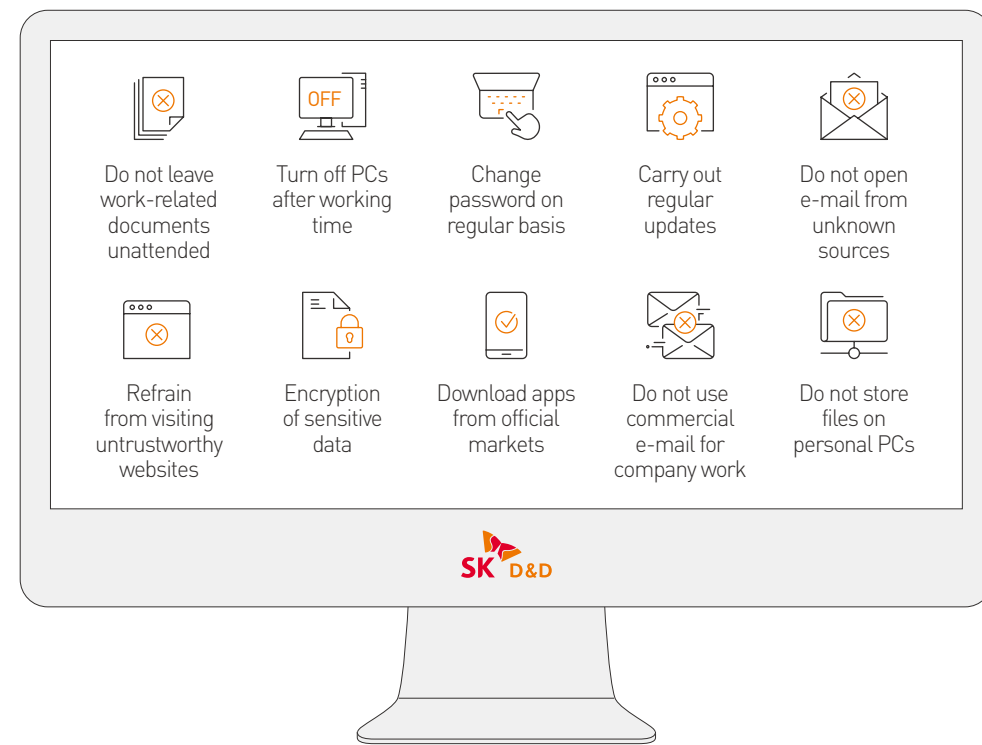 OFF
Do not leave
work-related
documents
unattended
Turn off PCs
after working
time
Change
password on
regular basis
Carry out
regular
updates
Do not open
e-mail from
unknown
sources
Refrain
from visiting
untrustworthy
websites
Encryption
of sensitive
data
Download apps
from official
markets
Do not use
commercial
e-mail for
company work
Do not store
files on
personal PCs
SK D&D